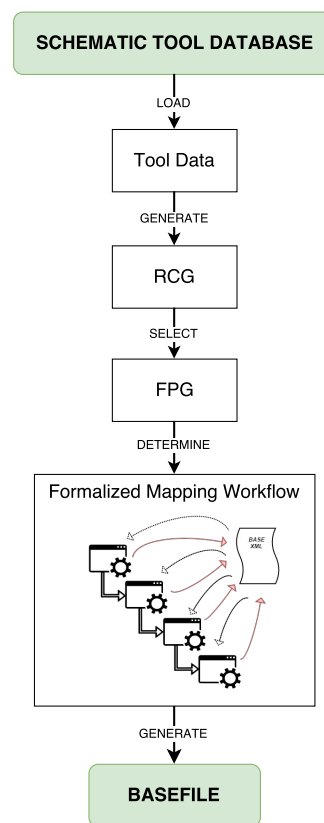 SCHEMATIC TOOL DATABASE
LOAD
Tool Data
GENERATE
RCG
SELECT
FPG
DETERMINE
Formalized Mapping Workflow
BASE
XML
GENERATE
BASEFILE